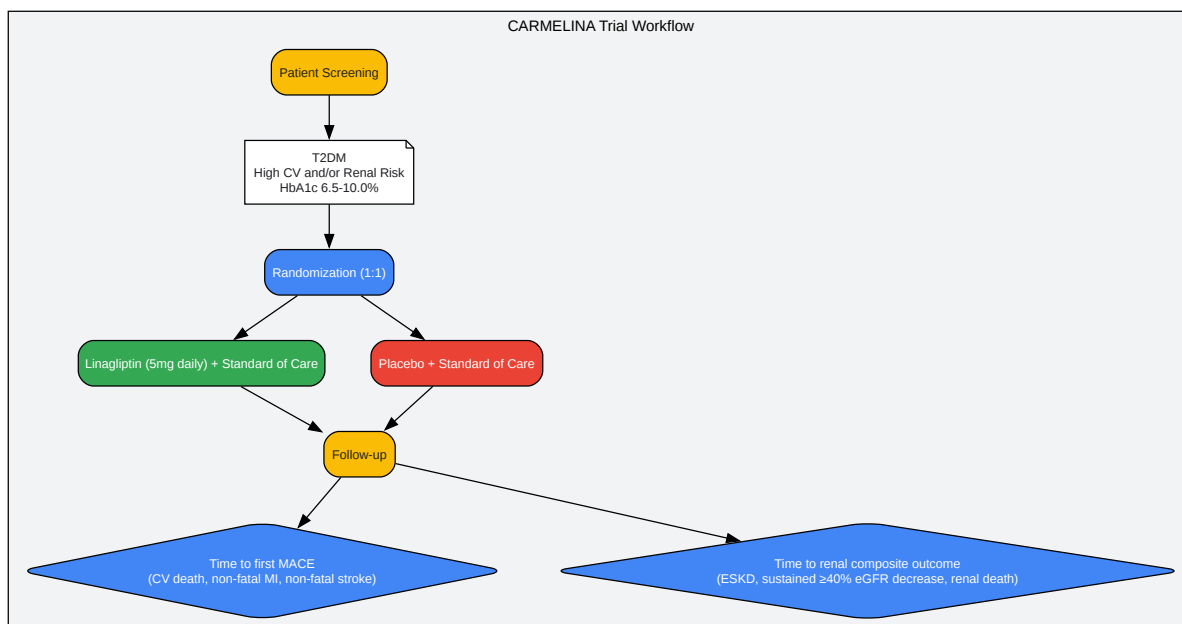 CARMELINA Trial Workflow
Patient Screening
T2DM
High CV and/or Renal Risk
HbA1c 6.5-10.0%
Randomization (1:1)
Linagliptin (5mg daily) + Standard of Care
Placebo + Standard of Care
Follow-up
Time to first MACE
(CV death, non-fatal MI, non-fatal stroke)
Time to renal composite outcome
(ESKD, sustained ≥40% eGFR decrease, renal death)